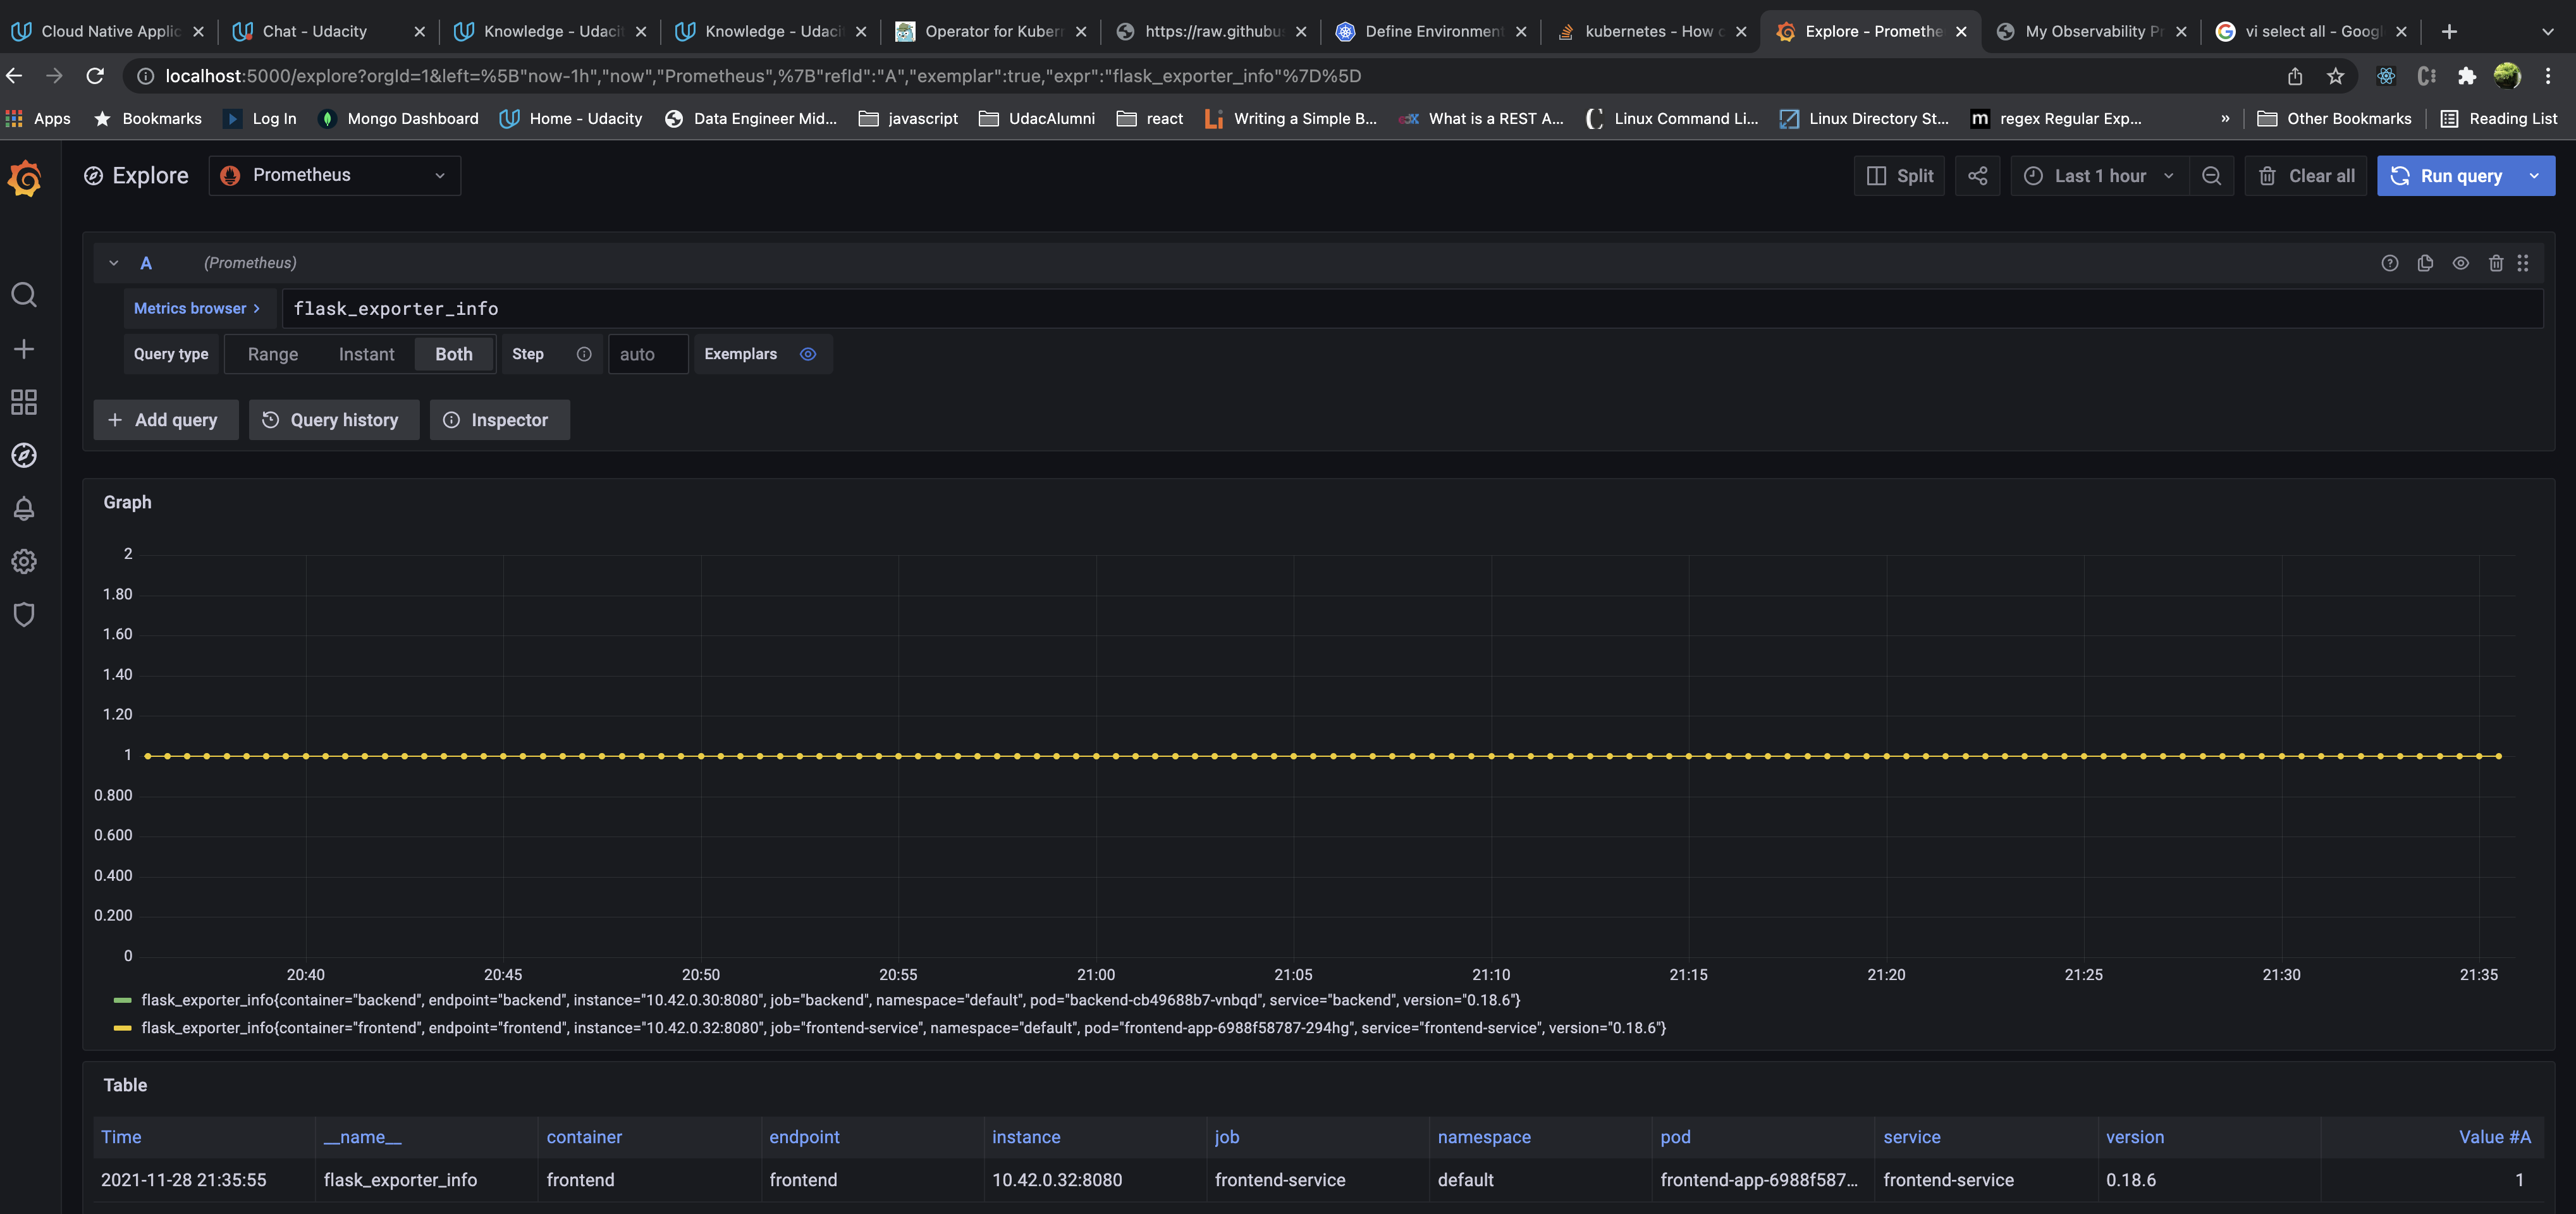 Cloud Native Applic
Chat - Udacity
Knowledge - Udaci
Knowledge - Udaci
Operator for Kubern
https://raw.githubus
Define Environment
kubernetes - How
Explore - Promethe
My Observability Pr
vi select all - Googl
localhost:5000/explore?orgId=1&left=%5B"now-1h","now","Prometheus",%7B"refId":"A","exemplar":true,"expr":"flask_exporter_info"%7D%5D
Apps
Bookmarks
Log In
Mongo Dashboard
Home - Udacity
Data Engineer Mid...
javascript
UdacAlumni
react
Writing a Simple B...
What is a REST A...
Linux Command Li...
Linux Directory St...
regex Regular Exp...
»
Other Bookmarks
Reading List
Explore
Prometheus
Split
Last 1 hour
Clear all
Run query
A
(Prometheus)
Metrics browser >
flask_exporter_info
Query type
Range
Instant
Both
Step
auto
Exemplars
+ Add query
Query history
Inspector
Graph
2
1.80
1.60
1.40
1.20
1
0.800
0.600
0.400
0.200
0
20:40
20:45
20:50
20:55
21:00
21:05
21:10
21:15
21:20
21:25
21:30
21:35
flask_exporter_info{container="backend", endpoint="backend", instance="10.42.0.30:8080", job="backend", namespace="default", pod="backend-cb49688b7-vnbqd", service="backend", version="0.18.6"}
flask_exporter_info{container="frontend", endpoint="frontend", instance="10.42.0.32:8080", job="frontend-service", namespace="default", pod="frontend-app-6988f58787-294hg", service="frontend-service", version="0.18.6"}
Table
Time __name__ container endpoint instance job namespace pod service version Value #A
2021-11-28 21:35:55 flask_exporter_info frontend frontend 10.42.0.32:8080 frontend-service default frontend-app-6988f587... frontend-service 0.18.6 1